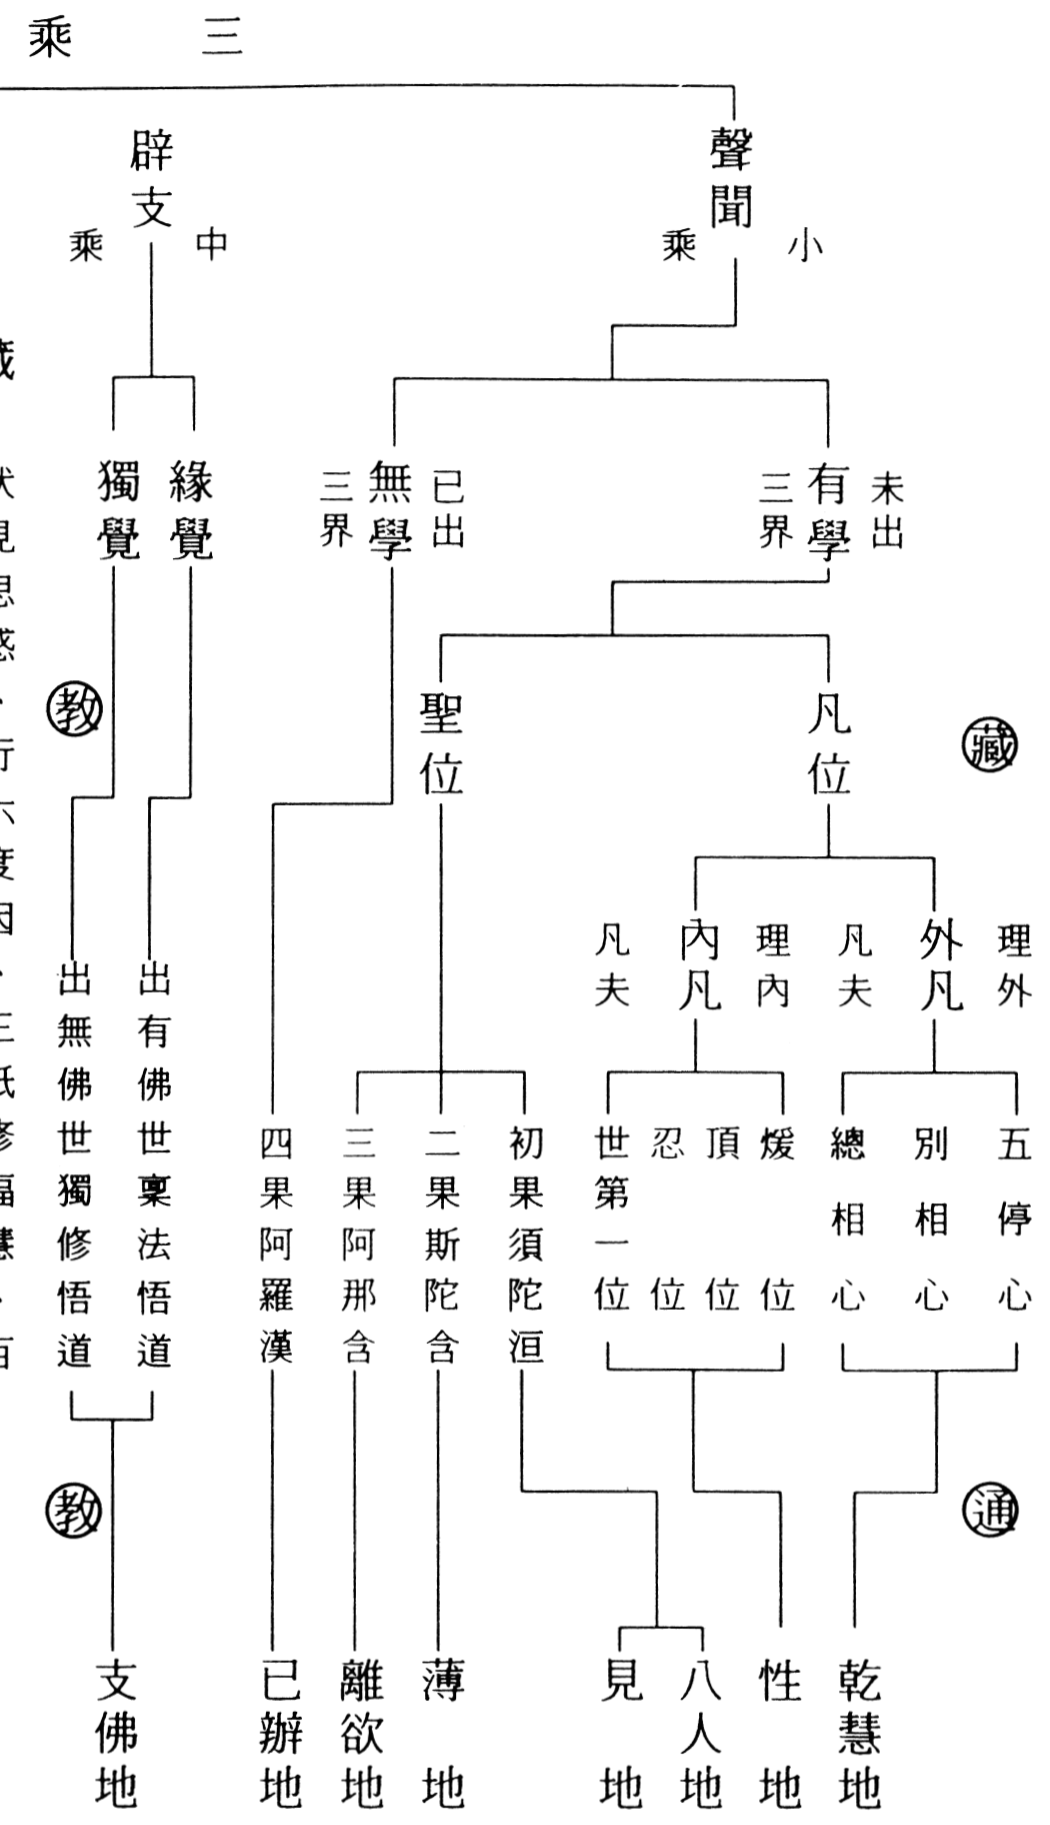 三乘
聲聞
小乘
辟支
中乘
未出
有學
三界
已出
無學
三界
緣覺
獨覺
藏
教
凡位
聖位
理外
外凡
凡夫
理內
內凡
凡夫
五停心
別相心
總相心
煖位
頂位
忍位
世第一位
初果須陀洹
二果斯陀含
三果阿那含
四果阿羅漢
出有佛世稟法悟道
出無佛世獨修悟道
通
教
乾慧地
性地
八人地
見地
薄地
離欲地
已辦地
支佛地